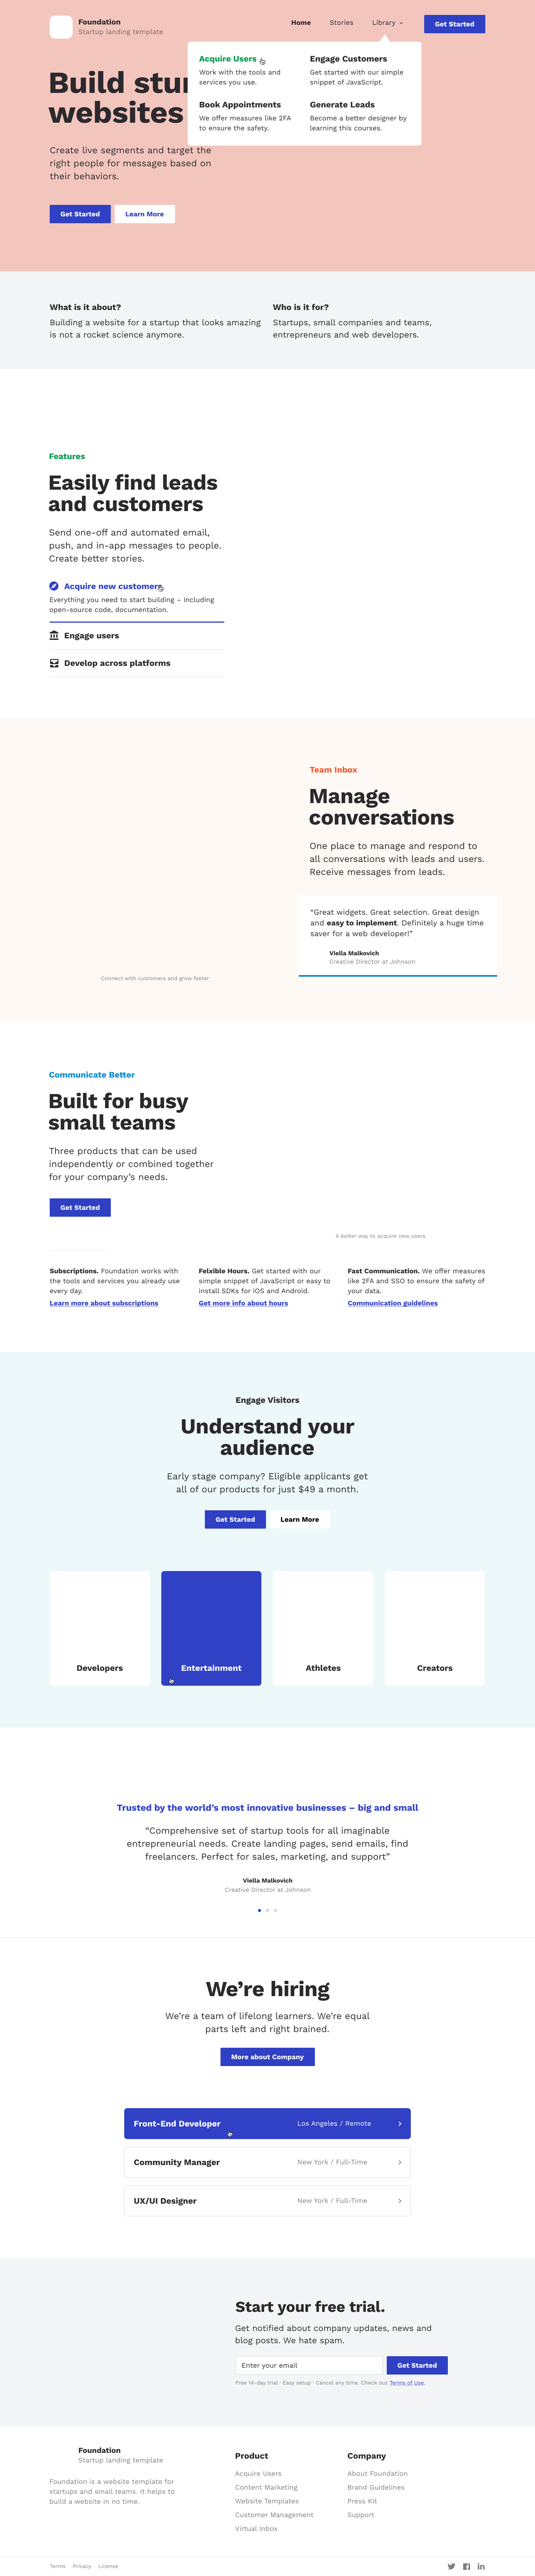 Foundation
Startup landing template
Home
Stories
Library
Get Started
Acquire Users
Work with the tools and
services you use.
Engage Customers
Get started with our simple
snippet of JavaScript.
Book Appointments
We offer measures like 2FA
to ensure the safety.
Generate Leads
Become a better designer by
learning this courses.
Build stu
websites
Create live segments and target the
right people for messages based on
their behaviors.
Get Started
Learn More
What is it about?
Building a website for a startup that looks amazing
is not a rocket science anymore.
Who is it for?
Startups, small companies and teams,
entrepreneurs and web developers.
Features
Easily find leads
and customers
Send one-off and automated email,
push, and in-app messages to people.
Create better stories.
Acquire new customers
Everything you need to start building – including
open-source code, documentation.
Engage users
Develop across platforms
Team Inbox
Manage
conversations
One place to manage and respond to
all conversations with leads and users.
Receive messages from leads.
“Great widgets. Great selection. Great design
and easy to implement. Definitely a huge time
saver for a web developer!”
Viella Malkovich
Creative Director at Johnson
Connect with customers and grow faster
Communicate Better
Built for busy
small teams
Three products that can be used
independently or combined together
for your company’s needs.
Get Started
A better way to acquire new users
Subscriptions. Foundation works with
the tools and services you already use
every day.
Learn more about subscriptions
Felxible Hours. Get started with our
simple snippet of JavaScript or easy to
install SDKs for iOS and Android.
Get more info about hours
Fast Communication. We offer measures
like 2FA and SSO to ensure the safety of
your data.
Communication guidelines
Engage Visitors
Understand your
audience
Early stage company? Eligible applicants get
all of our products for just $49 a month.
Get Started
Learn More
Developers
Entertainment
Athletes
Creators
Trusted by the world’s most innovative businesses – big and small
“Comprehensive set of startup tools for all imaginable
entrepreneurial needs. Create landing pages, send emails, find
freelancers. Perfect for sales, marketing, and support”
Viella Malkovich
Creative Director at Johnson
We’re hiring
We’re a team of lifelong learners. We’re equal
parts left and right brained.
More about Company
Front-End Developer
Los Angeles / Remote
Community Manager
New York / Full-Time
UX/UI Designer
New York / Full-Time
Start your free trial.
Get notified about company updates, news and
blog posts. We hate spam.
Enter your email
Get Started
Free 14-day trial · Easy setup · Cancel any time. Check out Terms of Use.
Foundation
Startup landing template
Foundation is a website template for
startups and small teams. It helps to
build a website in no time.
Product
Acquire Users
Content Marketing
Website Templates
Customer Management
Virtual Inbox
Company
About Foundation
Brand Guidelines
Press Kit
Support
Terms
Privacy
License